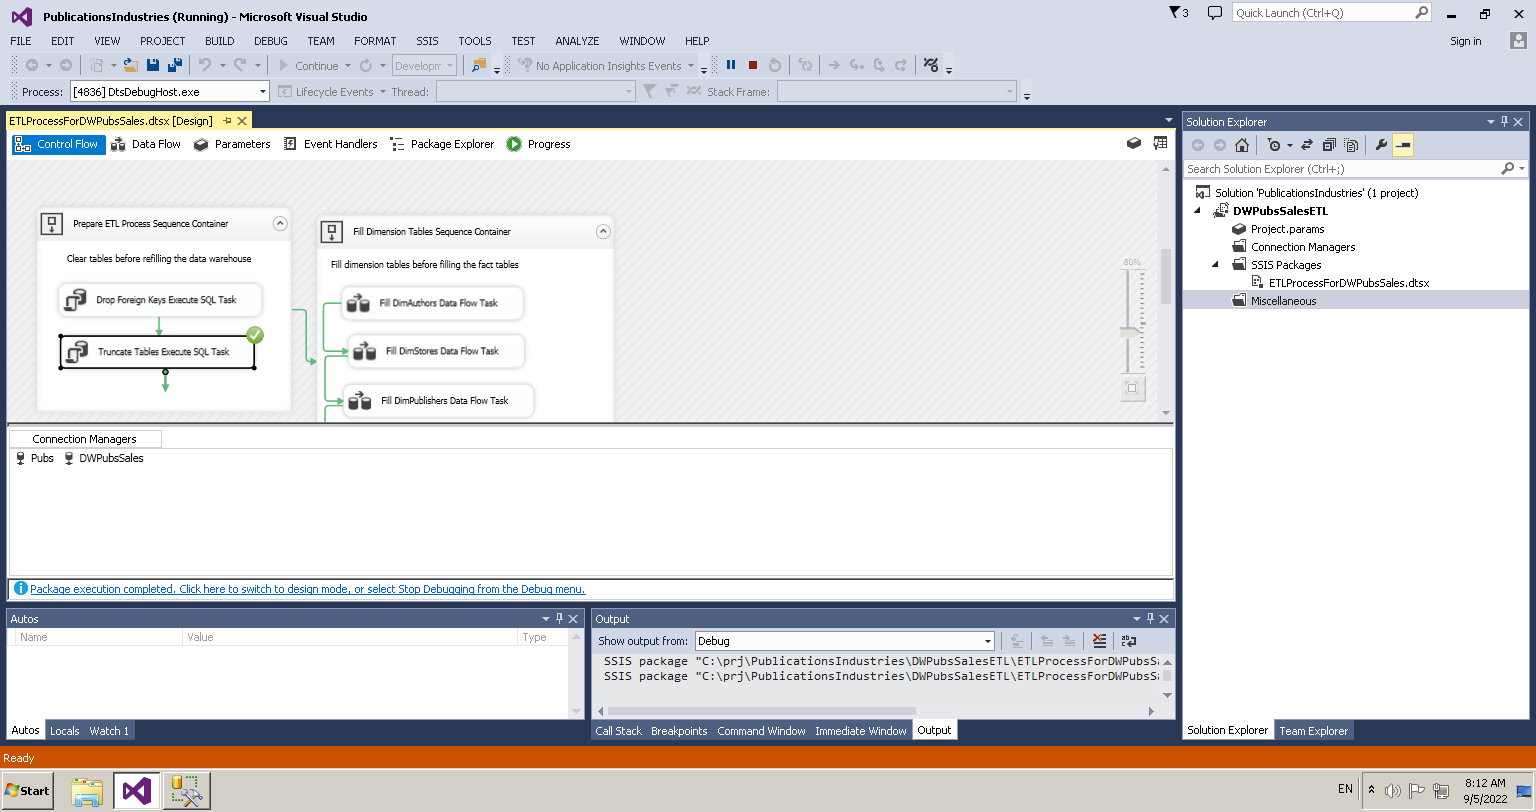 PublicationsIndustries (Running) - Microsoft Visual Studio
3
Quick Launch (Ctrl+Q)
FILE EDIT VIEW PROJECT BUILD DEBUG TEAM FORMAT SSIS TOOLS TEST ANALYZE WINDOW HELP
Sign in
Continue Developm No Application Insights Events
Process: [4836] DtsDebugHost.exe Lifecycle Events Thread: Stack Frame:
ETLProcessForDWPubsSales.dtsx [Design]
Control Flow Data Flow Parameters Event Handlers Package Explorer Progress
Prepare ETL Process Sequence Container
Clear tables before refilling the data warehouse
Drop Foreign Keys Execute SQL Task
Truncate Tables Execute SQL Task
Fill Dimension Tables Sequence Container
Fill dimension tables before filling the fact tables
Fill DimAuthors Data Flow Task
Fill DimStores Data Flow Task
Fill DimPublishers Data Flow Task
80%
Connection Managers
Pubs DWPubsSales
Package execution completed. Click here to switch to design mode, or select Stop Debugging from the Debug menu.
Autos
Name Value Type
Autos Locals Watch 1
Output
Show output from: Debug
SSIS package "C:\prj\PublicationsIndustries\DWPubsSalesETL\ETLProcessForDWPubsSa
SSIS package "C:\prj\PublicationsIndustries\DWPubsSalesETL\ETLProcessForDWPubsSa
Call Stack Breakpoints Command Window Immediate Window Output
Solution Explorer
Search Solution Explorer (Ctrl+;)
Solution 'PublicationsIndustries' (1 project)
DWPubsSalesETL
Project.params
Connection Managers
SSIS Packages
ETLProcessForDWPubsSales.dtsx
Miscellaneous
Solution Explorer Team Explorer
Ready
Start
EN
8:12 AM
9/5/2022